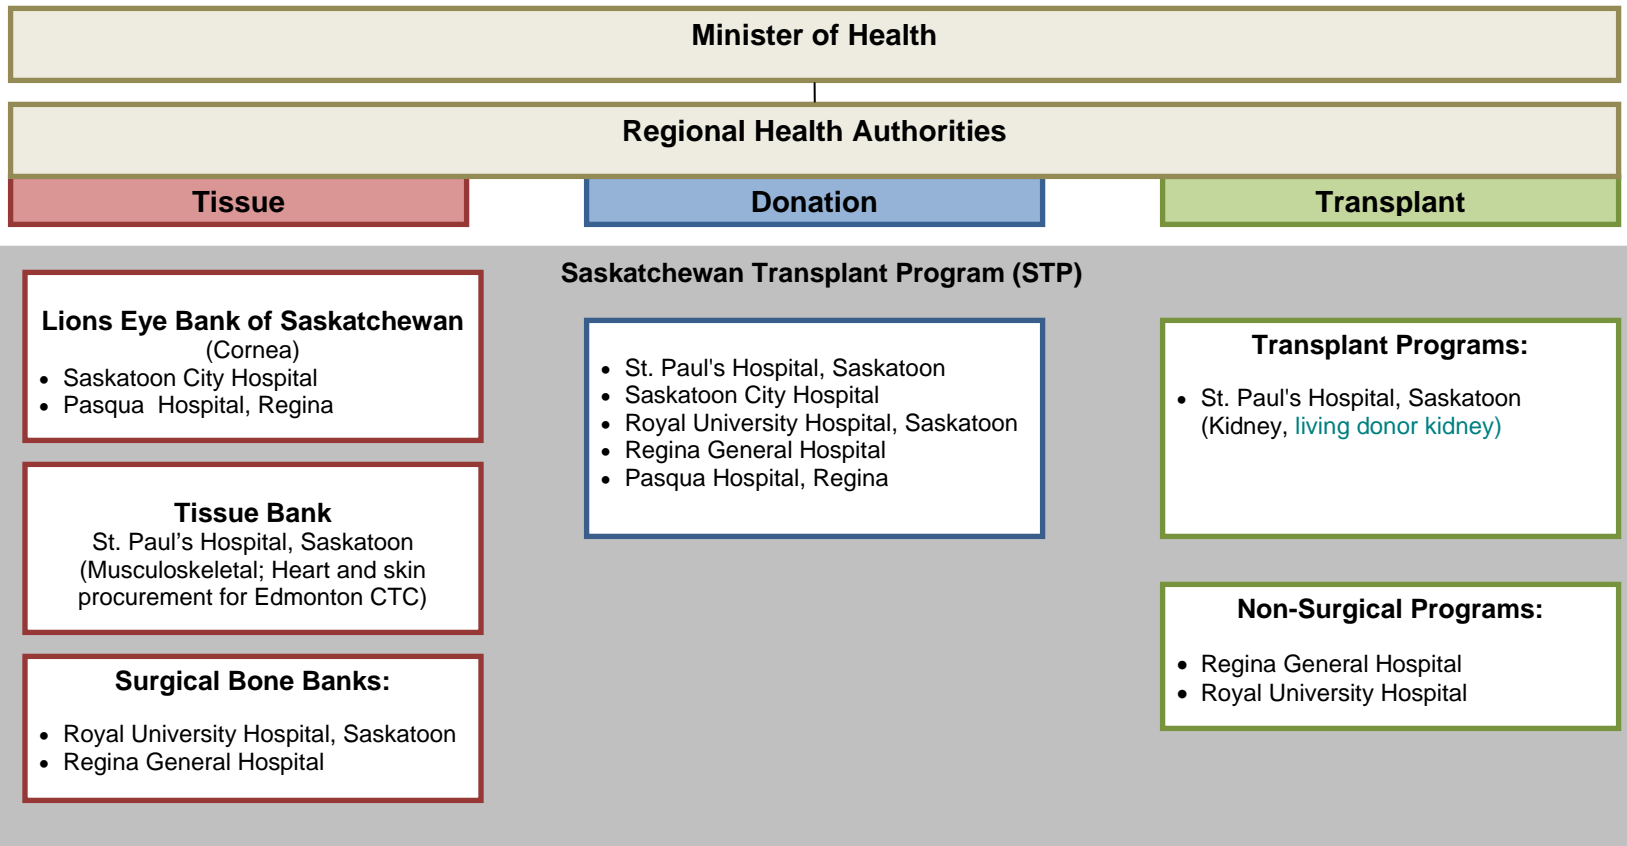 Minister of Health
Regional Health Authorities
Tissue
Donation
Transplant
Saskatchewan Transplant Program (STP)
Lions Eye Bank of Saskatchewan
(Cornea)
• Saskatoon City Hospital
• Pasqua  Hospital, Regina
Tissue Bank
St. Paul’s Hospital, Saskatoon
(Musculoskeletal; Heart and skin
procurement for Edmonton CTC)
Surgical Bone Banks:
• Royal University Hospital, Saskatoon
• Regina General Hospital
• St. Paul's Hospital, Saskatoon
• Saskatoon City Hospital
• Royal University Hospital, Saskatoon
• Regina General Hospital
• Pasqua Hospital, Regina
Transplant Programs:
• St. Paul's Hospital, Saskatoon
(Kidney, living donor kidney)
Non-Surgical Programs:
• Regina General Hospital
• Royal University Hospital